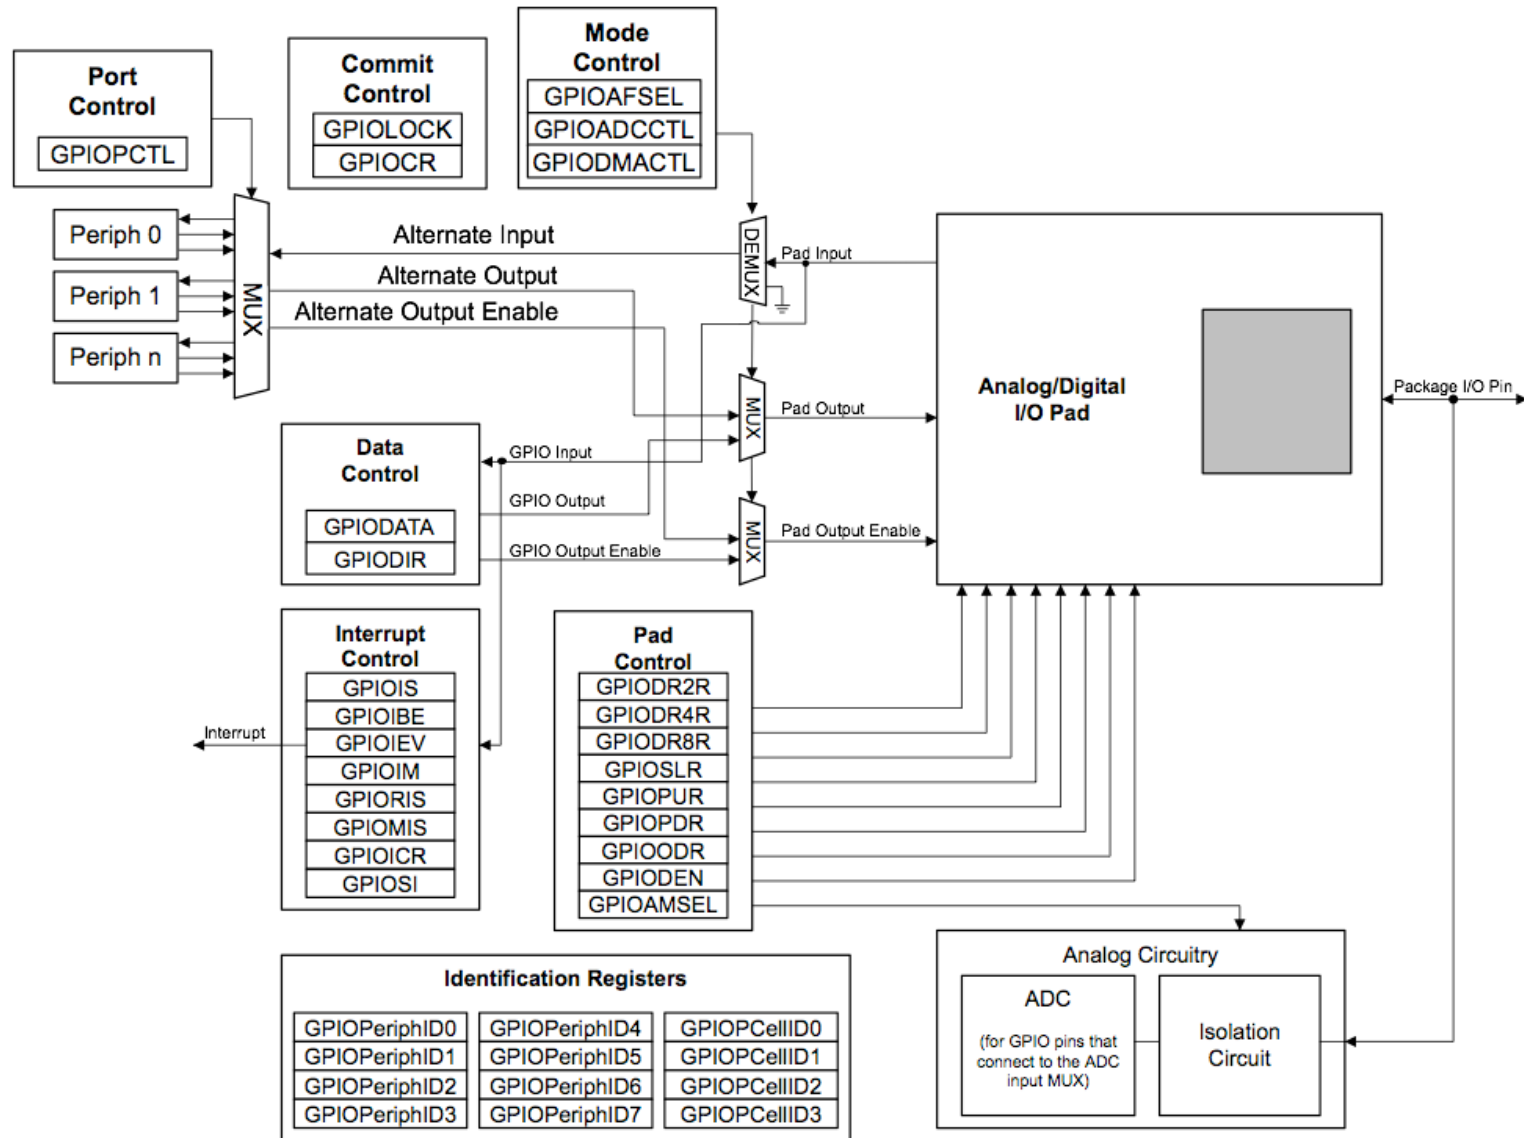 Port
Control
GPIOPCTL
Commit
Control
GPIOLOCK
GPIOCR
Mode
Control
GPIOAFSEL
GPIOADCCTL
GPIODMACTL
Periph 0
Periph 1
Periph n
MUX
Alternate Input
Alternate Output
Alternate Output Enable
DEMUX
Pad Input
MUX
Pad Output
MUX
Pad Output Enable
Analog/Digital
I/O Pad
Package I/O Pin
Data
Control
GPIODATA
GPIODIR
GPIO Input
GPIO Output
GPIO Output Enable
Interrupt
Control
GPIOIS
GPIOIBE
GPIOIEV
GPIOIM
GPIORIS
GPIOMIS
GPIOICR
GPIOSI
Interrupt
Pad
Control
GPIODR2R
GPIODR4R
GPIODR8R
GPIOSLR
GPIOPUR
GPIOPDR
GPIOODR
GPIODEN
GPIOAMSEL
Analog Circuitry
ADC
(for GPIO pins that
connect to the ADC
input MUX)
Isolation
Circuit
Identification Registers
GPIOPeriphID0
GPIOPeriphID1
GPIOPeriphID2
GPIOPeriphID3
GPIOPeriphID4
GPIOPeriphID5
GPIOPeriphID6
GPIOPeriphID7
GPIOPCellID0
GPIOPCellID1
GPIOPCellID2
GPIOPCellID3